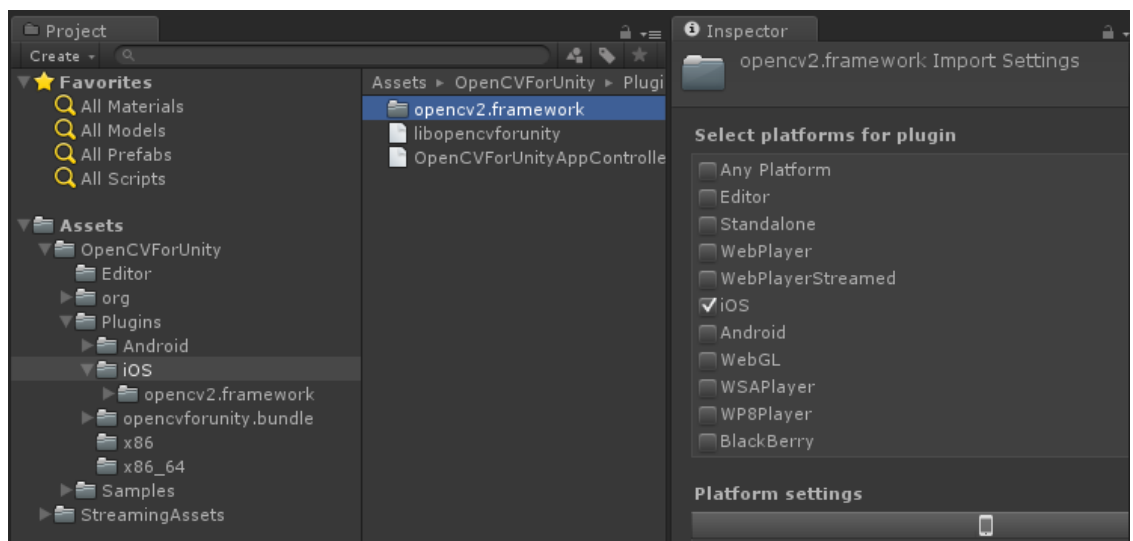 Project
Create
Favorites
All Materials
All Models
All Prefabs
All Scripts
Assets
OpenCVForUnity
Editor
org
Plugins
Android
iOS
opencv2.framework
opencvforunity.bundle
x86
x86_64
Samples
StreamingAssets
Assets ▸ OpenCVForUnity ▸ Plugi
opencv2.framework
libopencvforunity
OpenCVForUnityAppControlle
Inspector
opencv2.framework Import Settings
Select platforms for plugin
Any Platform
Editor
Standalone
WebPlayer
WebPlayerStreamed
iOS
Android
WebGL
WSAPlayer
WP8Player
BlackBerry
Platform settings